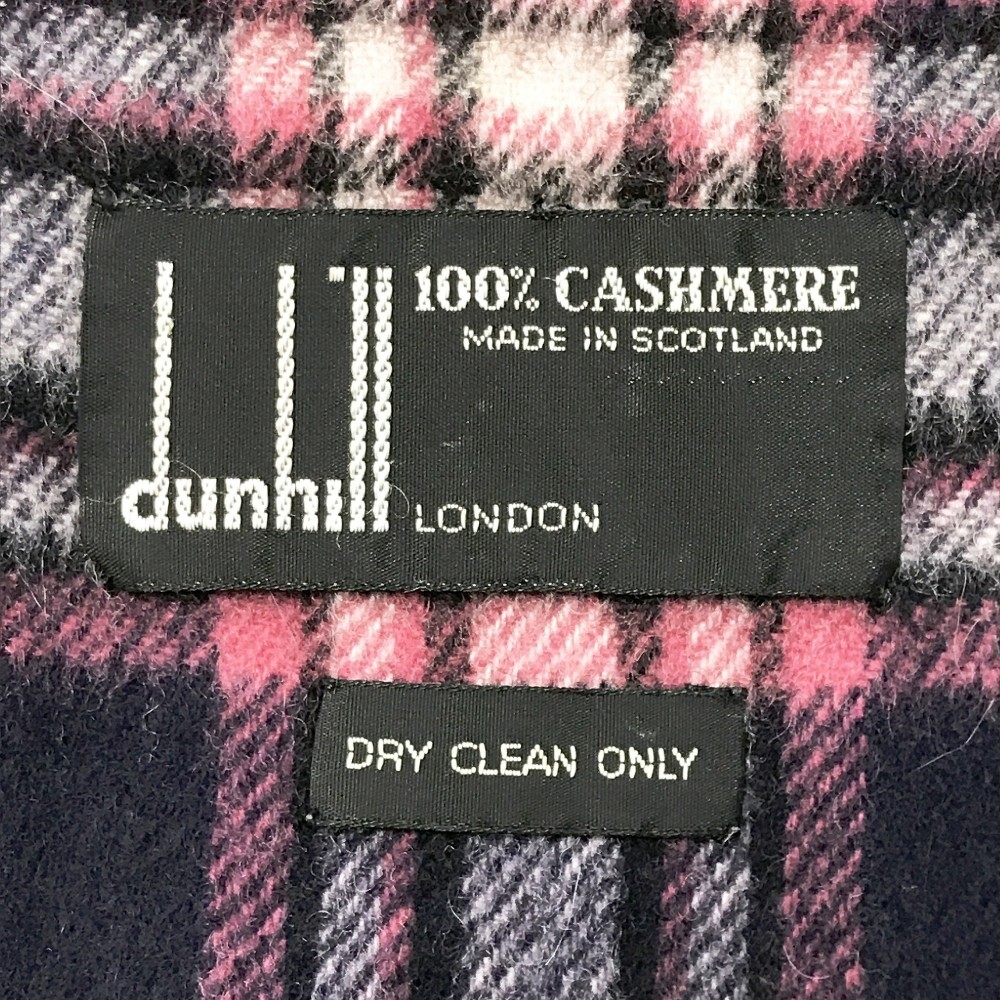 100% CASHMERE
MADE IN SCOTLAND
dunhill LONDON
DRY CLEAN ONLY